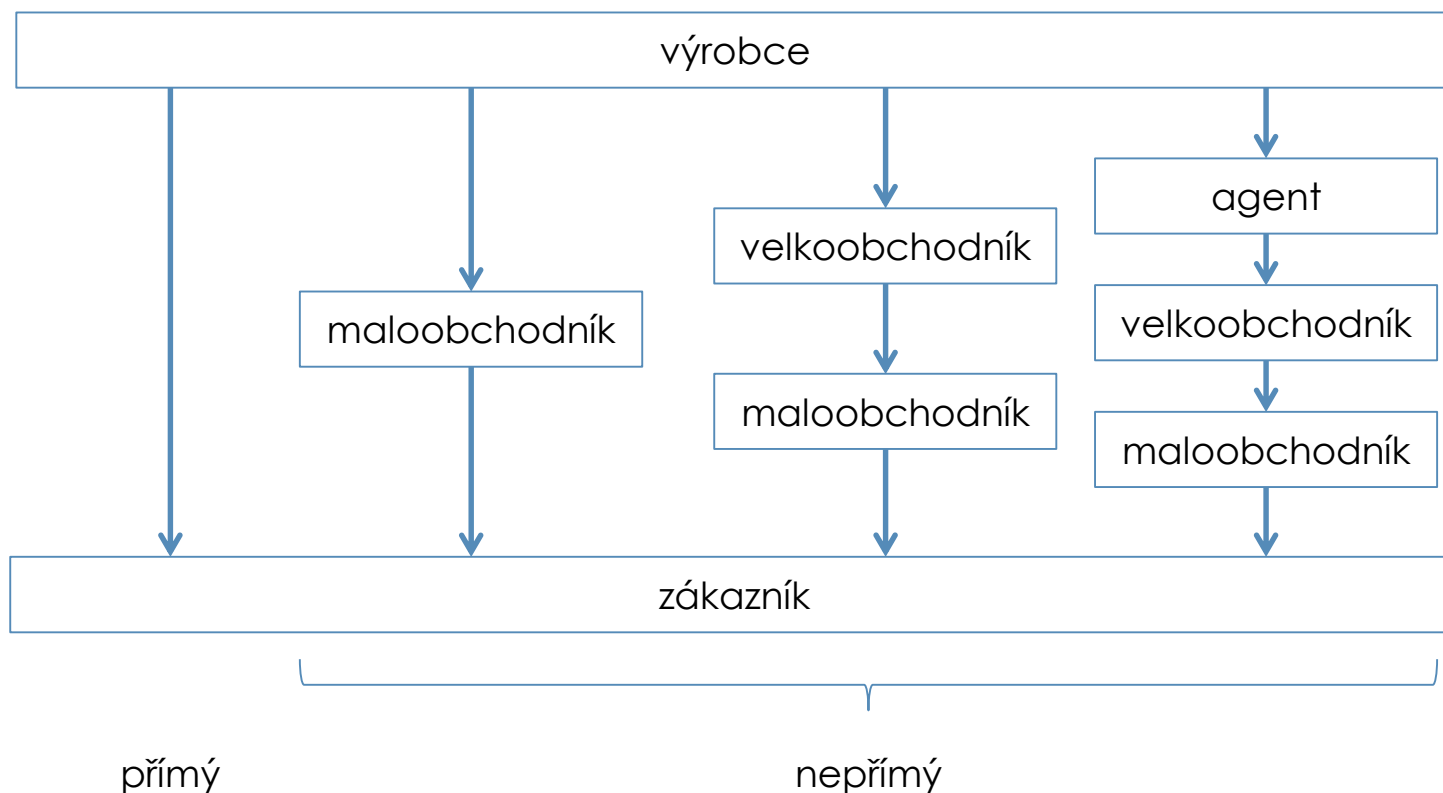 výrobce
agent
velkoobchodník
velkoobchodník
maloobchodník
maloobchodník
maloobchodník
zákazník
přímý
nepřímý